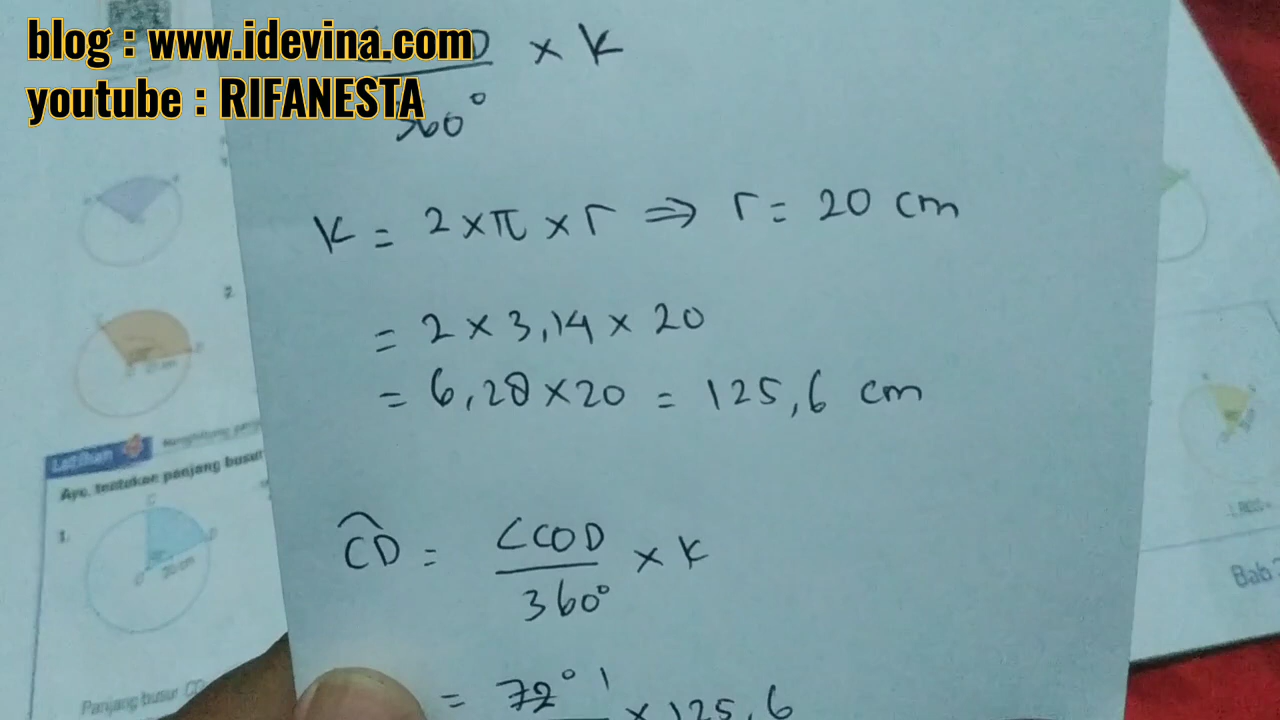 blog : www.idevina.com
youtube : RIFANESTA
D × K
360°
K = 2 × π × r ⇒ r = 20 cm
= 2 × 3,14 × 20
= 6,28 × 20 = 125,6 cm
2.
Latihan 4
Ayo, tentukan panjang busur
1.
C
D
O 20 cm
Panjang busur CD
CD = ∠COD × K
360°
= 72° 1 × 125,6
Bab